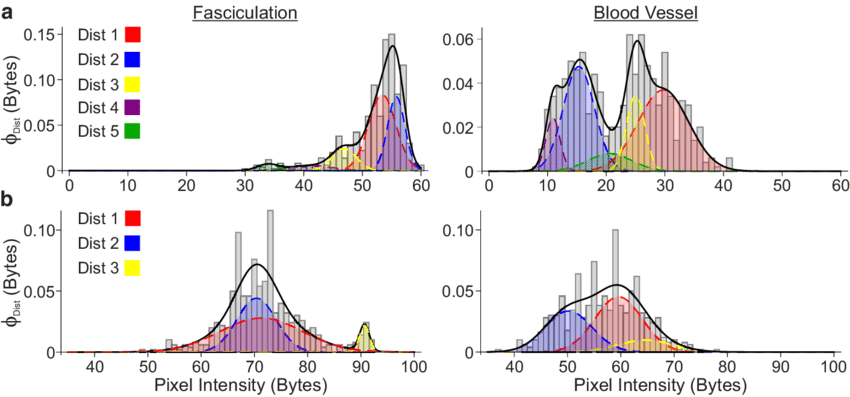 a
Fasciculation
Blood Vessel
0.15
0.10
0.05
0
ϕDist (Bytes)
Dist 1
Dist 2
Dist 3
Dist 4
Dist 5
0 10 20 30 40 50 60
0.06
0.04
0.02
0
0 10 20 30 40 50 60
b
0.10
0.05
0
ϕDist (Bytes)
Dist 1
Dist 2
Dist 3
40 50 60 70 80 90 100
Pixel Intensity (Bytes)
0.10
0.05
0
40 50 60 70 80 90 100
Pixel Intensity (Bytes)